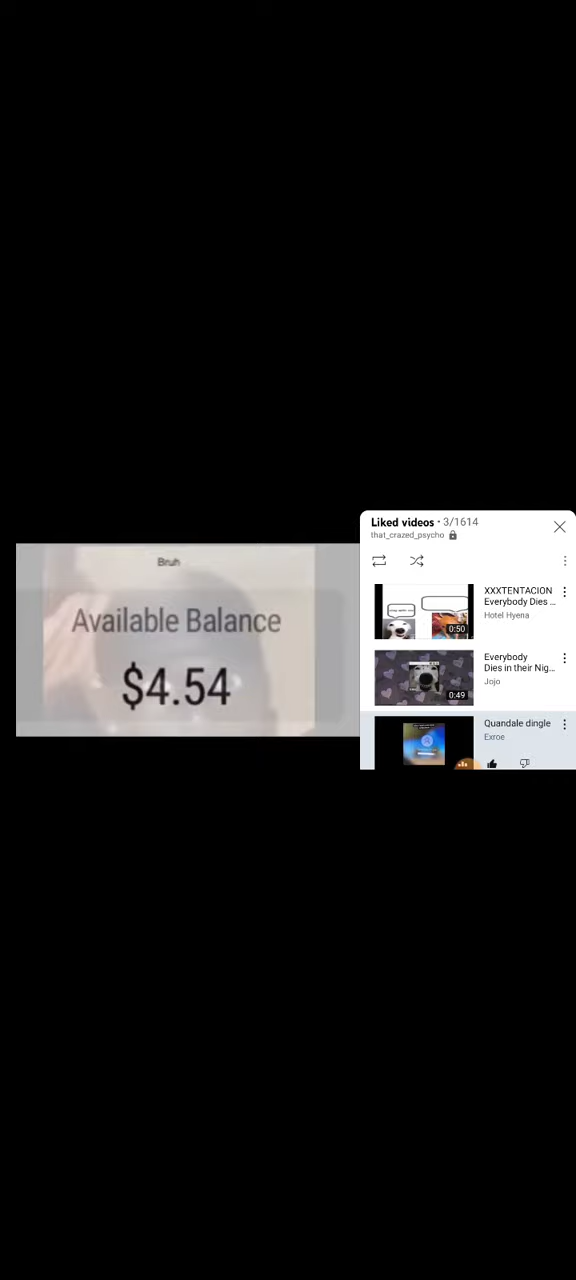 Bruh
Available Balance
$4.54
Liked videos • 3/1614
that_crazed_psycho
XXXTENTACION
Everybody Dies ...
Hotel Hyena
0:50
Everybody
Dies in their Nig...
Jojo
0:49
Quandale dingle
Exroe